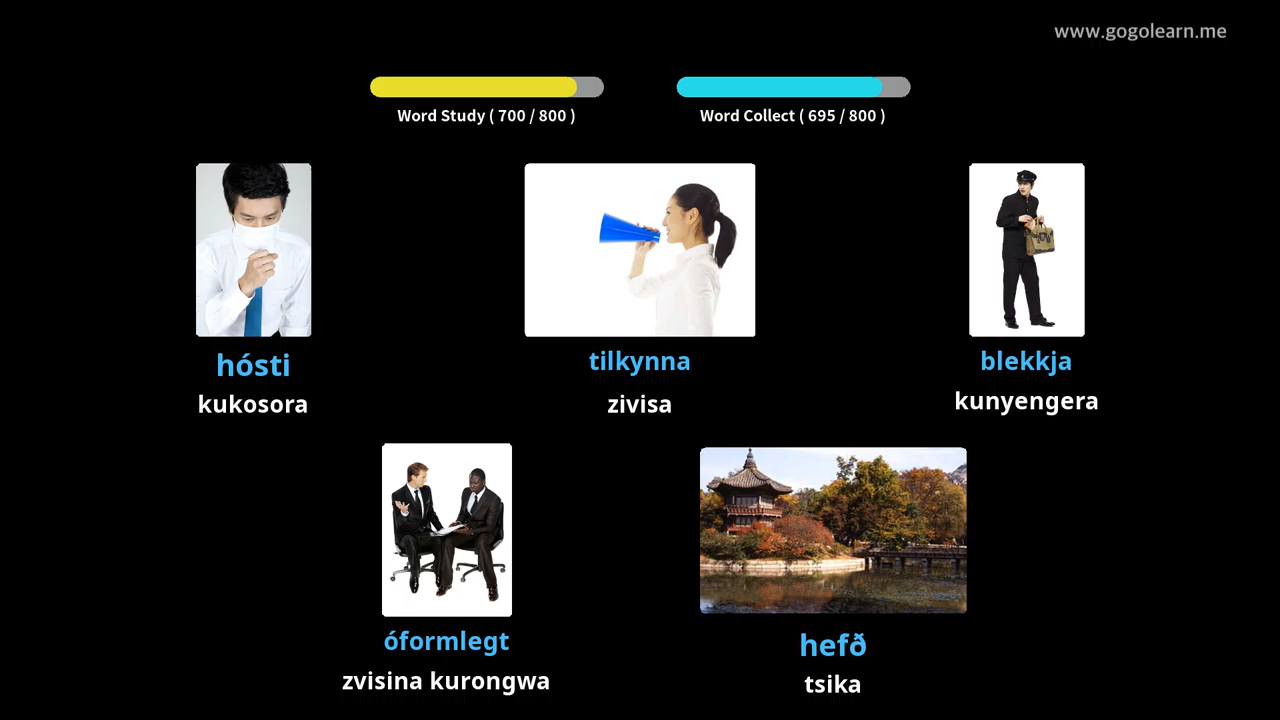 www.gogolearn.me
Word Study ( 700 / 800 )
Word Collect ( 695 / 800 )
hósti
kukosora
tilkynna
zivisa
blekkja
kunyengera
óformlegt
zvisina kurongwa
hefð
tsika